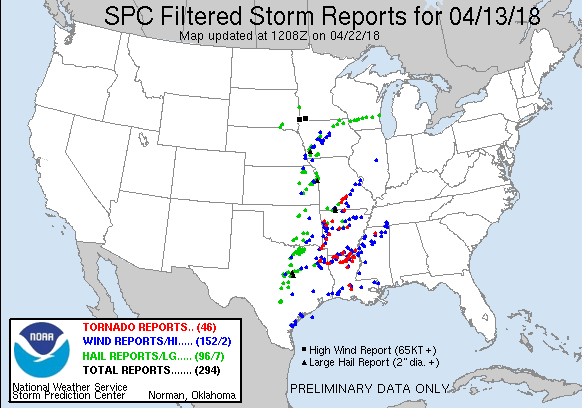 SPC Filtered Storm Reports for 04/13/18
Map updated at 1208Z on 04/22/18
TORNADO REPORTS.. (46)
WIND REPORTS/HI..... (152/2)
HAIL REPORTS/LG..... (96/7)
TOTAL REPORTS....... (294)
NOAA
National Weather Service
Storm Prediction Center Norman, Oklahoma
High Wind Report (65KT +)
Large Hail Report (2" dia. +)
PRELIMINARY DATA ONLY